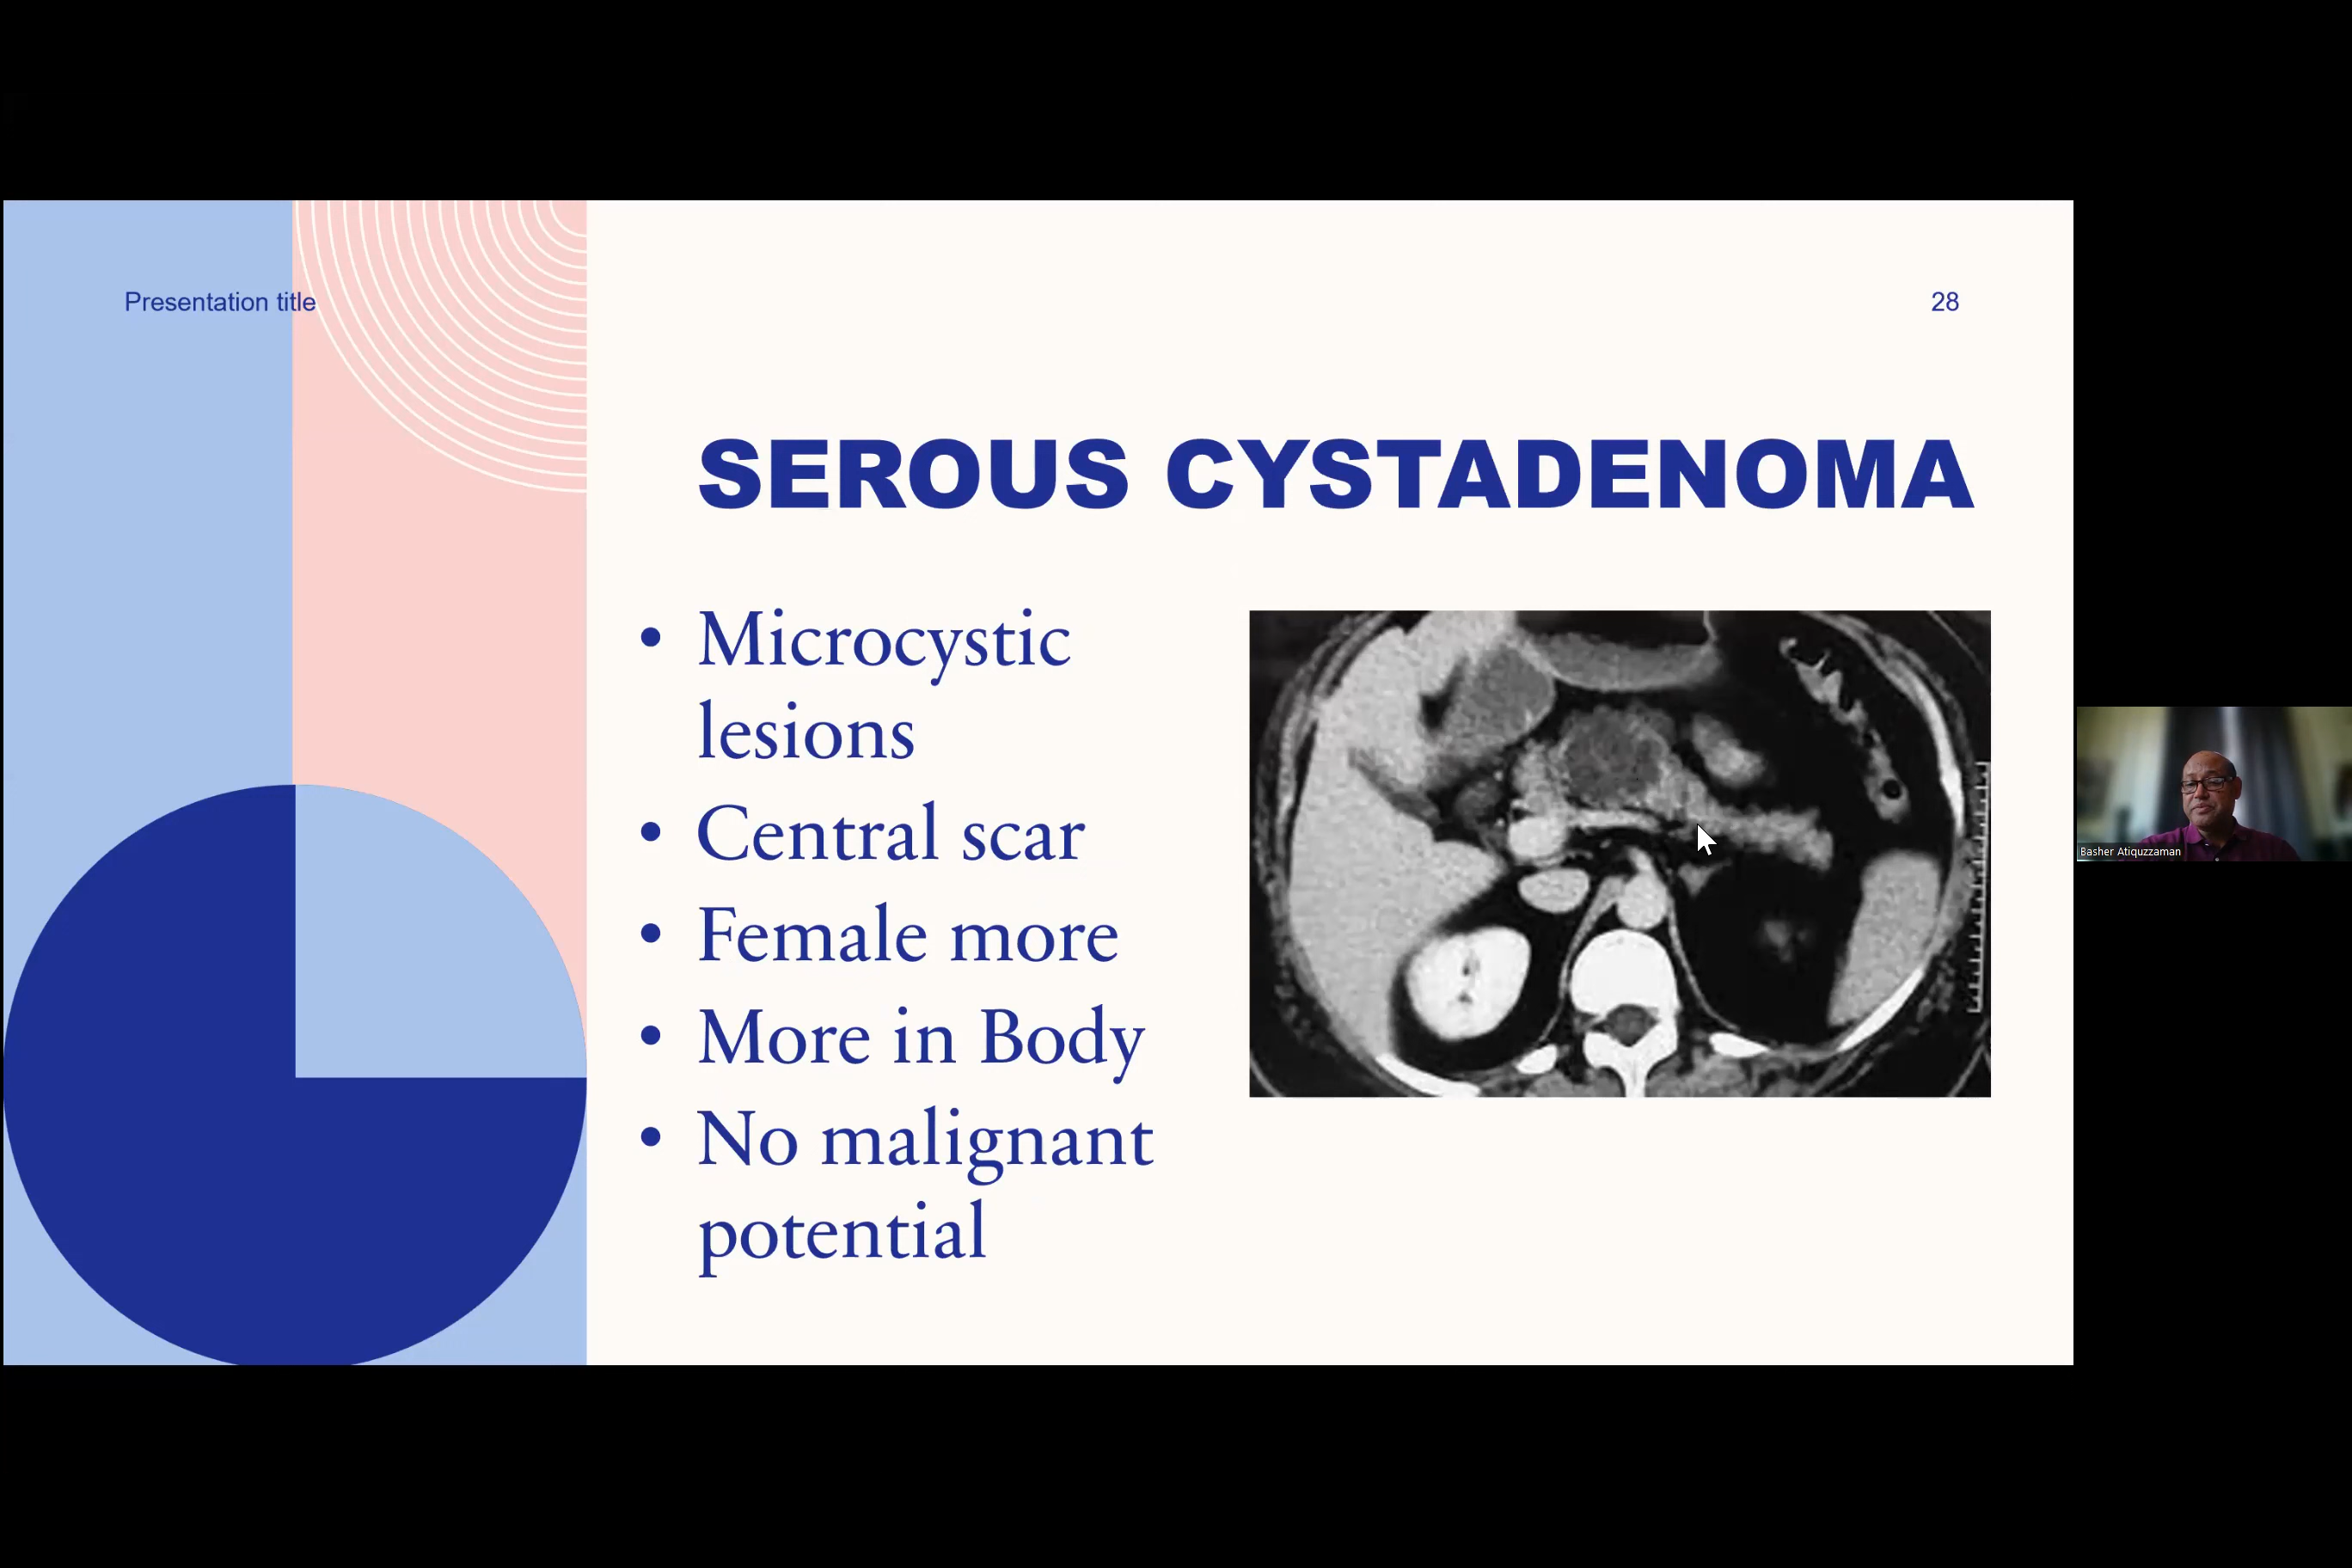 Presentation title
28
SEROUS CYSTADENOMA
• Microcystic
lesions
• Central scar
• Female more
• More in Body
• No malignant
potential
Basher Atiquzzaman